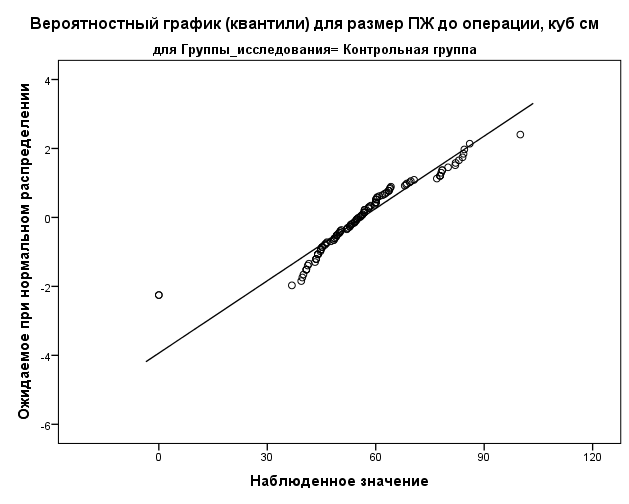 Вероятностный график (квантили) для размер ПЖ до операции, куб см
для Группы_исследования= Контрольная группа
Ожидаемое при нормальном распределении
4
2
0
-2
-4
-6
0
30
60
90
120
Наблюденное значение